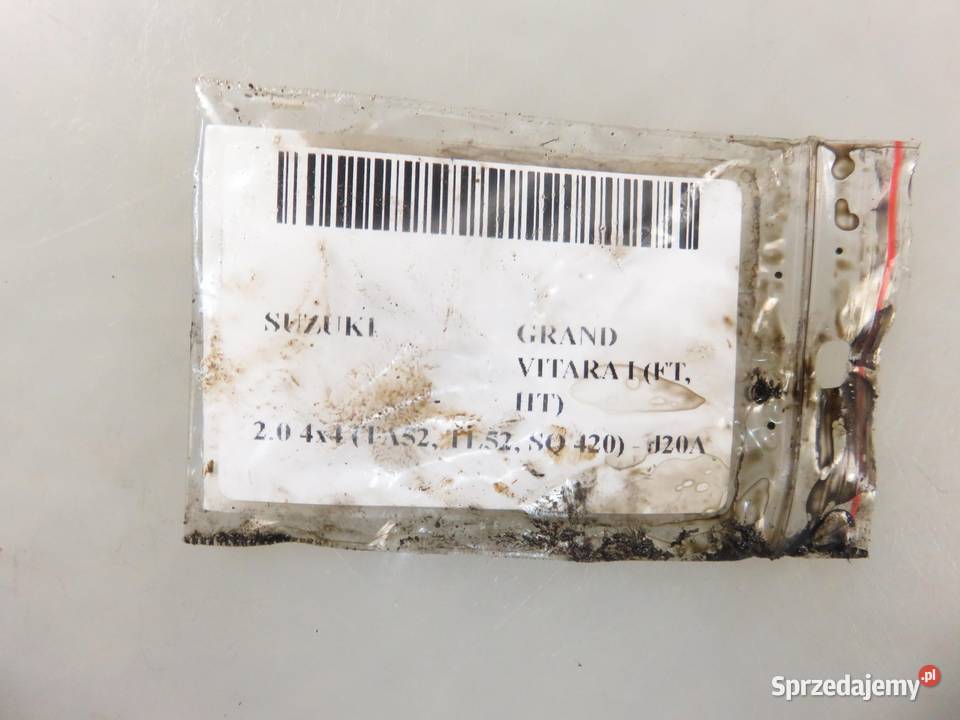 SUZUKI GRAND
VITARA I (FT,
- HT)
2.0 4x4 (TA52, TL52, SQ 420) - J20A
Sprzedajemy.pl